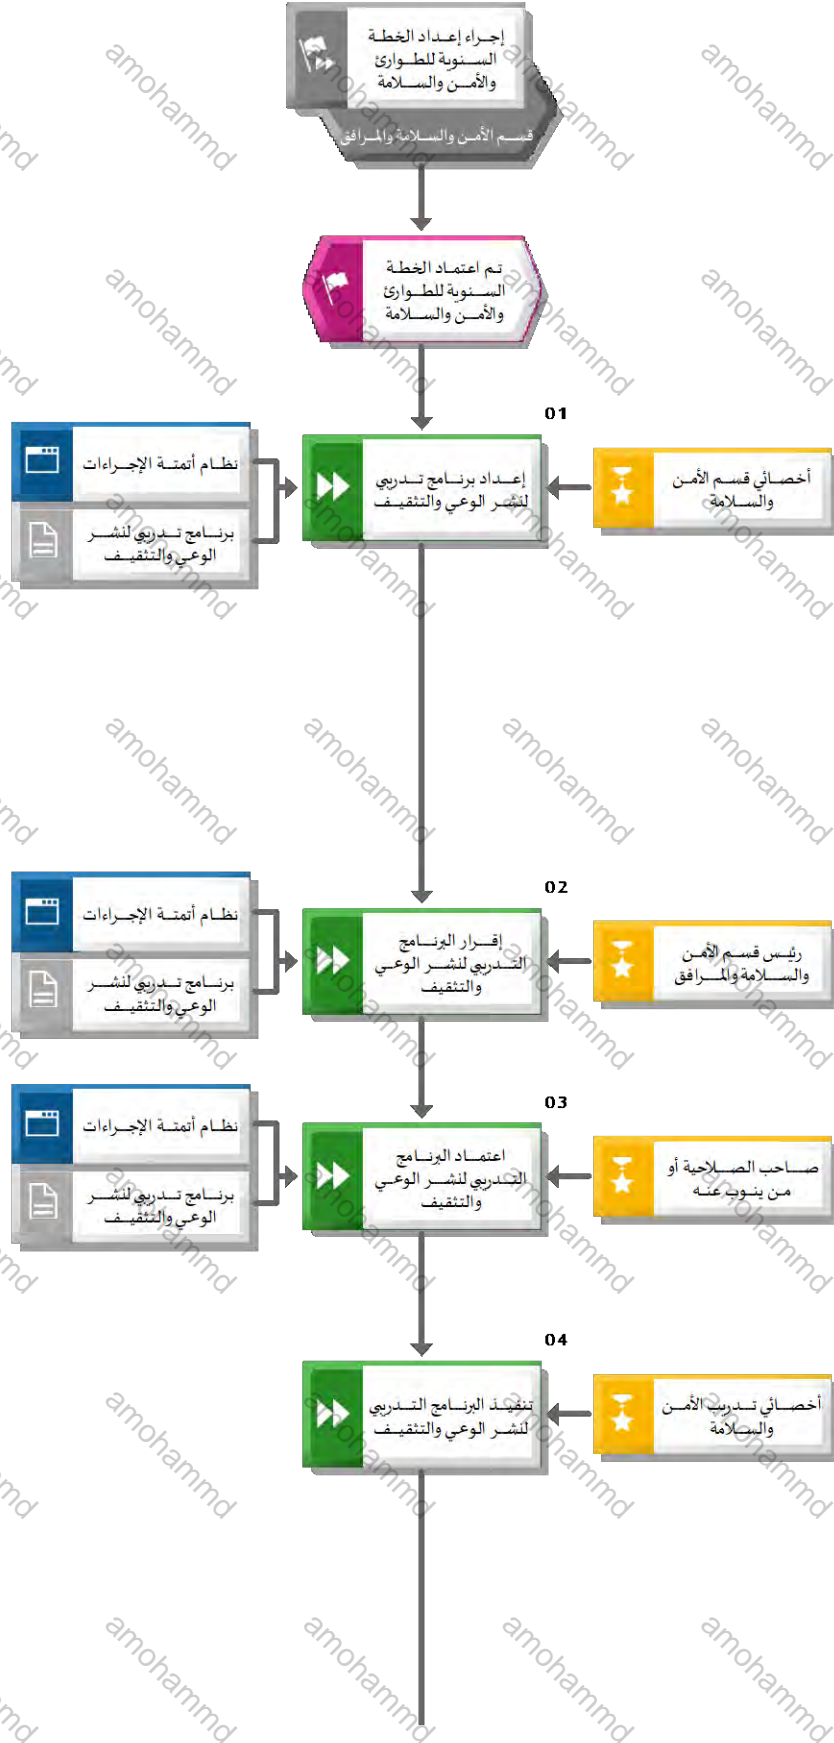 إجراء إعداد الخطة
السنوية للطوارئ
والأمن والسلامة
قسم الأمن والسلامة والمرافق
تم اعتماد الخطة
السنوية للطوارئ
والأمن والسلامة
01
أخصائي قسم الأمن
والسلامة
إعداد برنامج تدريبي
لنشر الوعي والتثقيف
نظام أتمتة الإجراءات
برنامج تدريبي لنشر
الوعي والتثقيف
02
رئيس قسم الأمن
والسلامة والمرافق
إقرار البرنامج
التدريبي لنشر الوعي
والتثقيف
نظام أتمتة الإجراءات
برنامج تدريبي لنشر
الوعي والتثقيف
03
صاحب الصلاحية أو
من ينوب عنه
اعتماد البرنامج
التدريبي لنشر الوعي
والتثقيف
نظام أتمتة الإجراءات
برنامج تدريبي لنشر
الوعي والتثقيف
04
أخصائي تدريب الأمن
والسلامة
تنفيذ البرنامج التدريبي
لنشر الوعي والتثقيف
amohammd